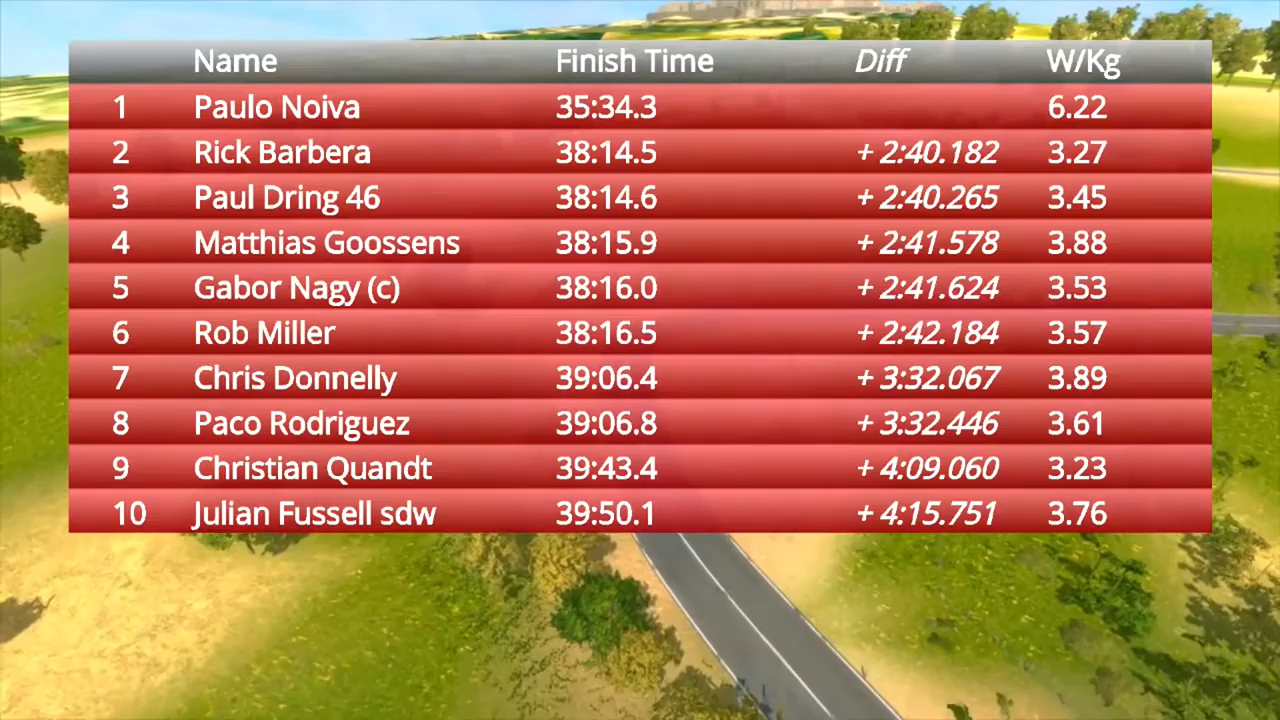 Name Finish Time Diff W/Kg
1 Paulo Noiva 35:34.3 6.22
2 Rick Barbera 38:14.5 + 2:40.182 3.27
3 Paul Dring 46 38:14.6 + 2:40.265 3.45
4 Matthias Goossens 38:15.9 + 2:41.578 3.88
5 Gabor Nagy (c) 38:16.0 + 2:41.624 3.53
6 Rob Miller 38:16.5 + 2:42.184 3.57
7 Chris Donnelly 39:06.4 + 3:32.067 3.89
8 Paco Rodriguez 39:06.8 + 3:32.446 3.61
9 Christian Quandt 39:43.4 + 4:09.060 3.23
10 Julian Fussell sdw 39:50.1 + 4:15.751 3.76